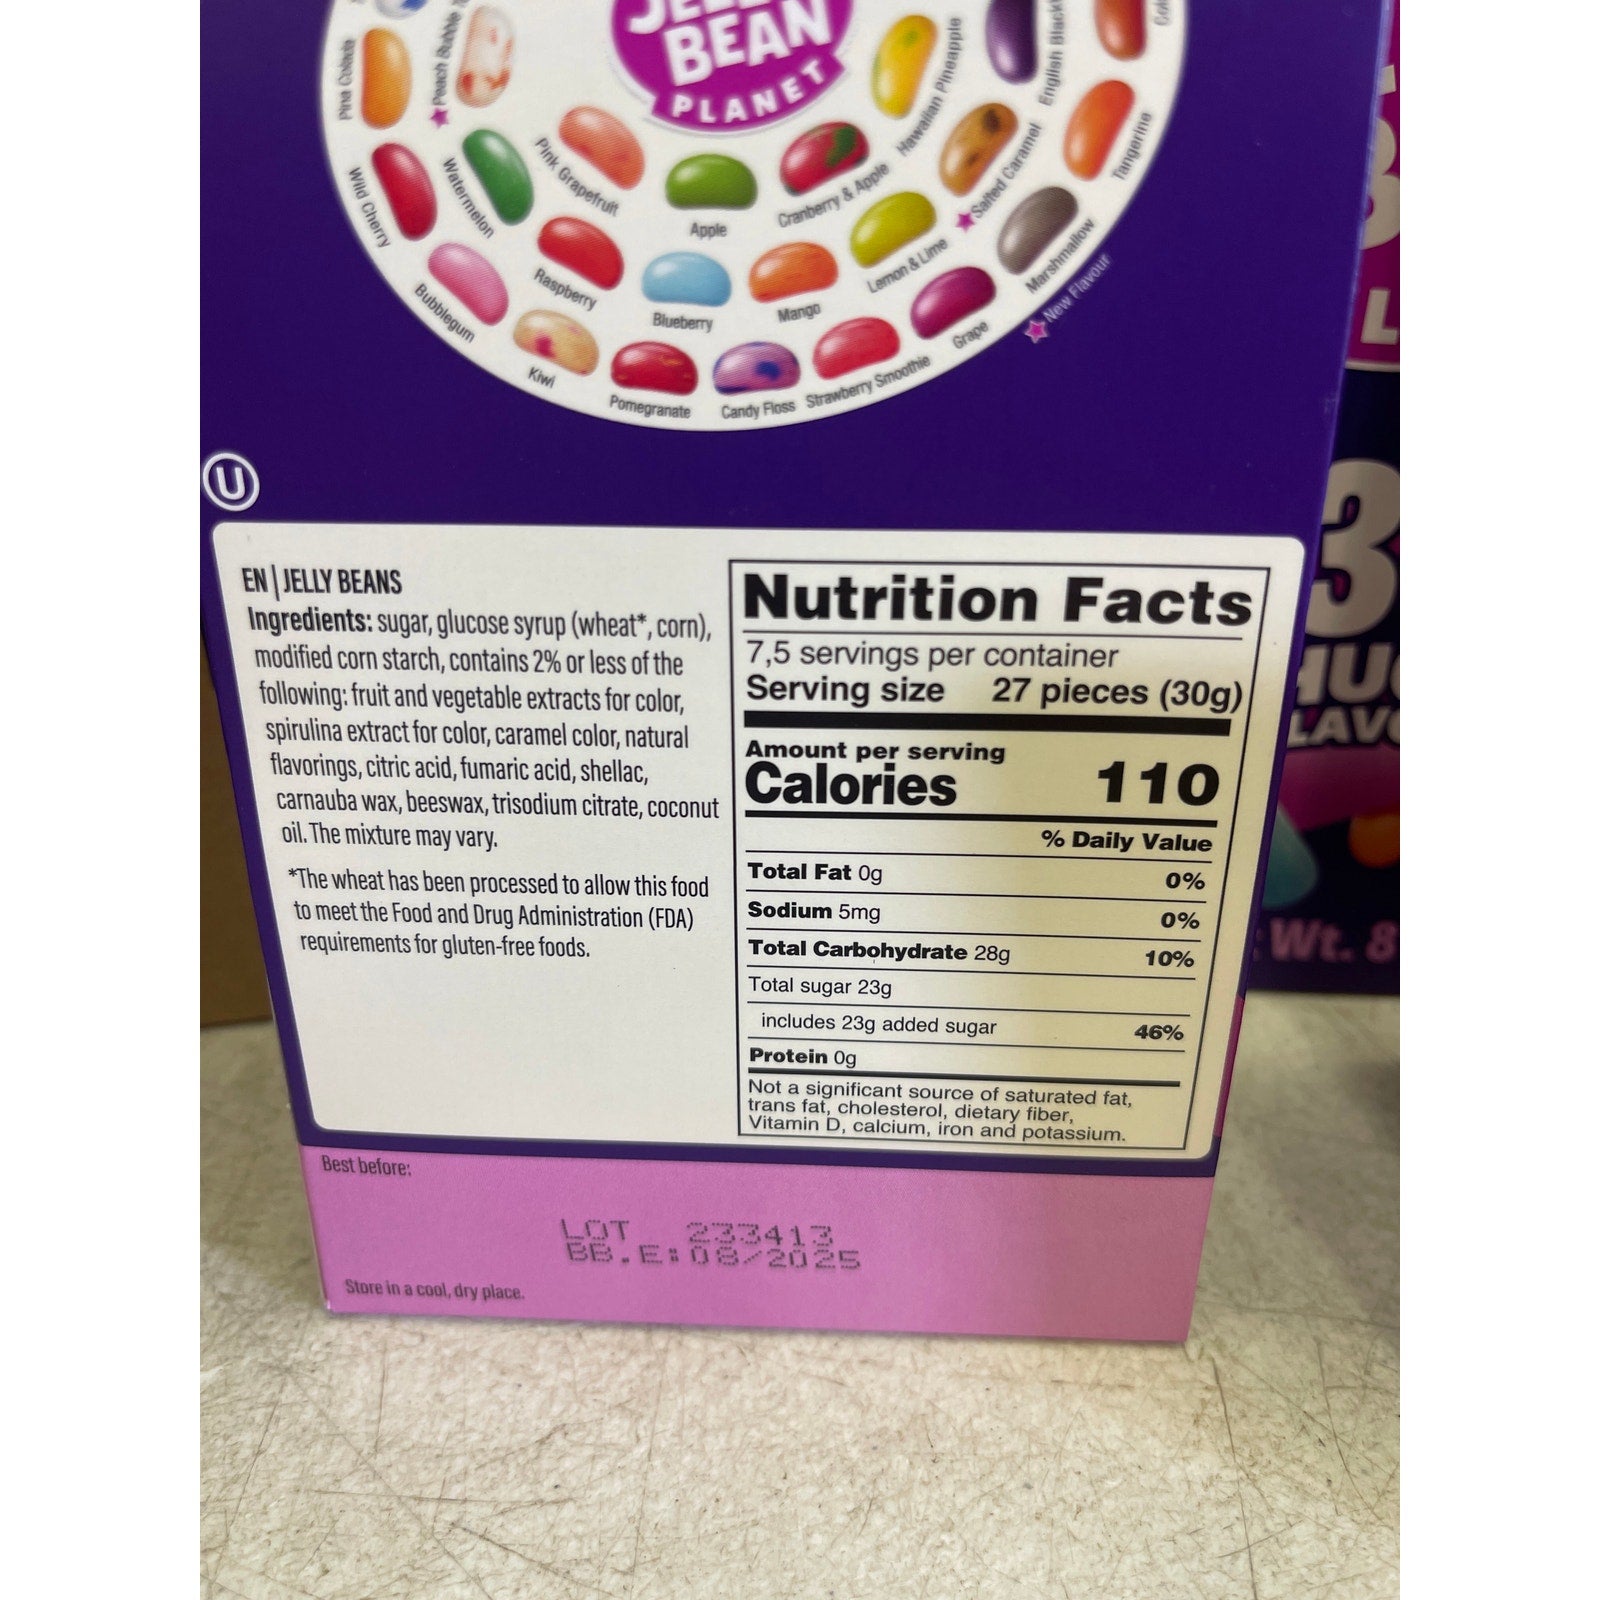 BEAN
PLANET
Pina Colada
Wild Cherry
Watermelon
Pink Grapefruit
Apple
Cranberry & Apple
Hawaiian Pineapple
Salted Caramel
Tangerine
Bubblegum
Raspberry
Blueberry
Mango
Lemon & Lime
Marshmallow
Kiwi
Pomegranate
Candy Floss
Strawberry Smoothie
Grape
New Flavour
U
EN | JELLY BEANS
Ingredients: sugar, glucose syrup (wheat*, corn),
modified corn starch, contains 2% or less of the
following: fruit and vegetable extracts for color,
spirulina extract for color, caramel color, natural
flavorings, citric acid, fumaric acid, shellac,
carnauba wax, beeswax, trisodium citrate, coconut
oil. The mixture may vary.
*The wheat has been processed to allow this food
to meet the Food and Drug Administration (FDA)
requirements for gluten-free foods.
Nutrition Facts
7,5 servings per container
Serving size 27 pieces (30g)
Amount per serving
Calories 110
% Daily Value
Total Fat 0g 0%
Sodium 5mg 0%
Total Carbohydrate 28g 10%
Total sugar 23g
includes 23g added sugar 46%
Protein 0g
Not a significant source of saturated fat,
trans fat, cholesterol, dietary fiber,
Vitamin D, calcium, iron and potassium.
Best before:
LOT 233413
BB.E:08/2025
Store in a cool, dry place.
3
Wt. 8